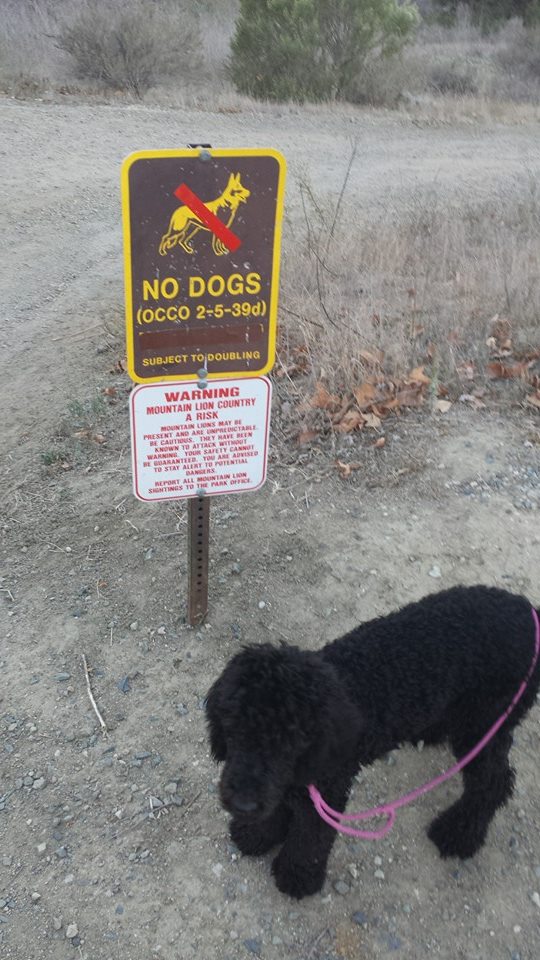 NO DOGS
(OCCO 2-5-39d)
SUBJECT TO DOUBLING
WARNING
MOUNTAIN LION COUNTRY
A RISK
MOUNTAIN LIONS MAY BE
PRESENT AND ARE UNPREDICTABLE.
BE CAUTIOUS. THEY HAVE BEEN
KNOWN TO ATTACK WITHOUT
WARNING. YOUR SAFETY CANNOT
BE GUARANTEED. YOU ARE ADVISED
TO STAY ALERT TO POTENTIAL
DANGERS.
REPORT ALL MOUNTAIN LION
SIGHTINGS TO THE PARK OFFICE.